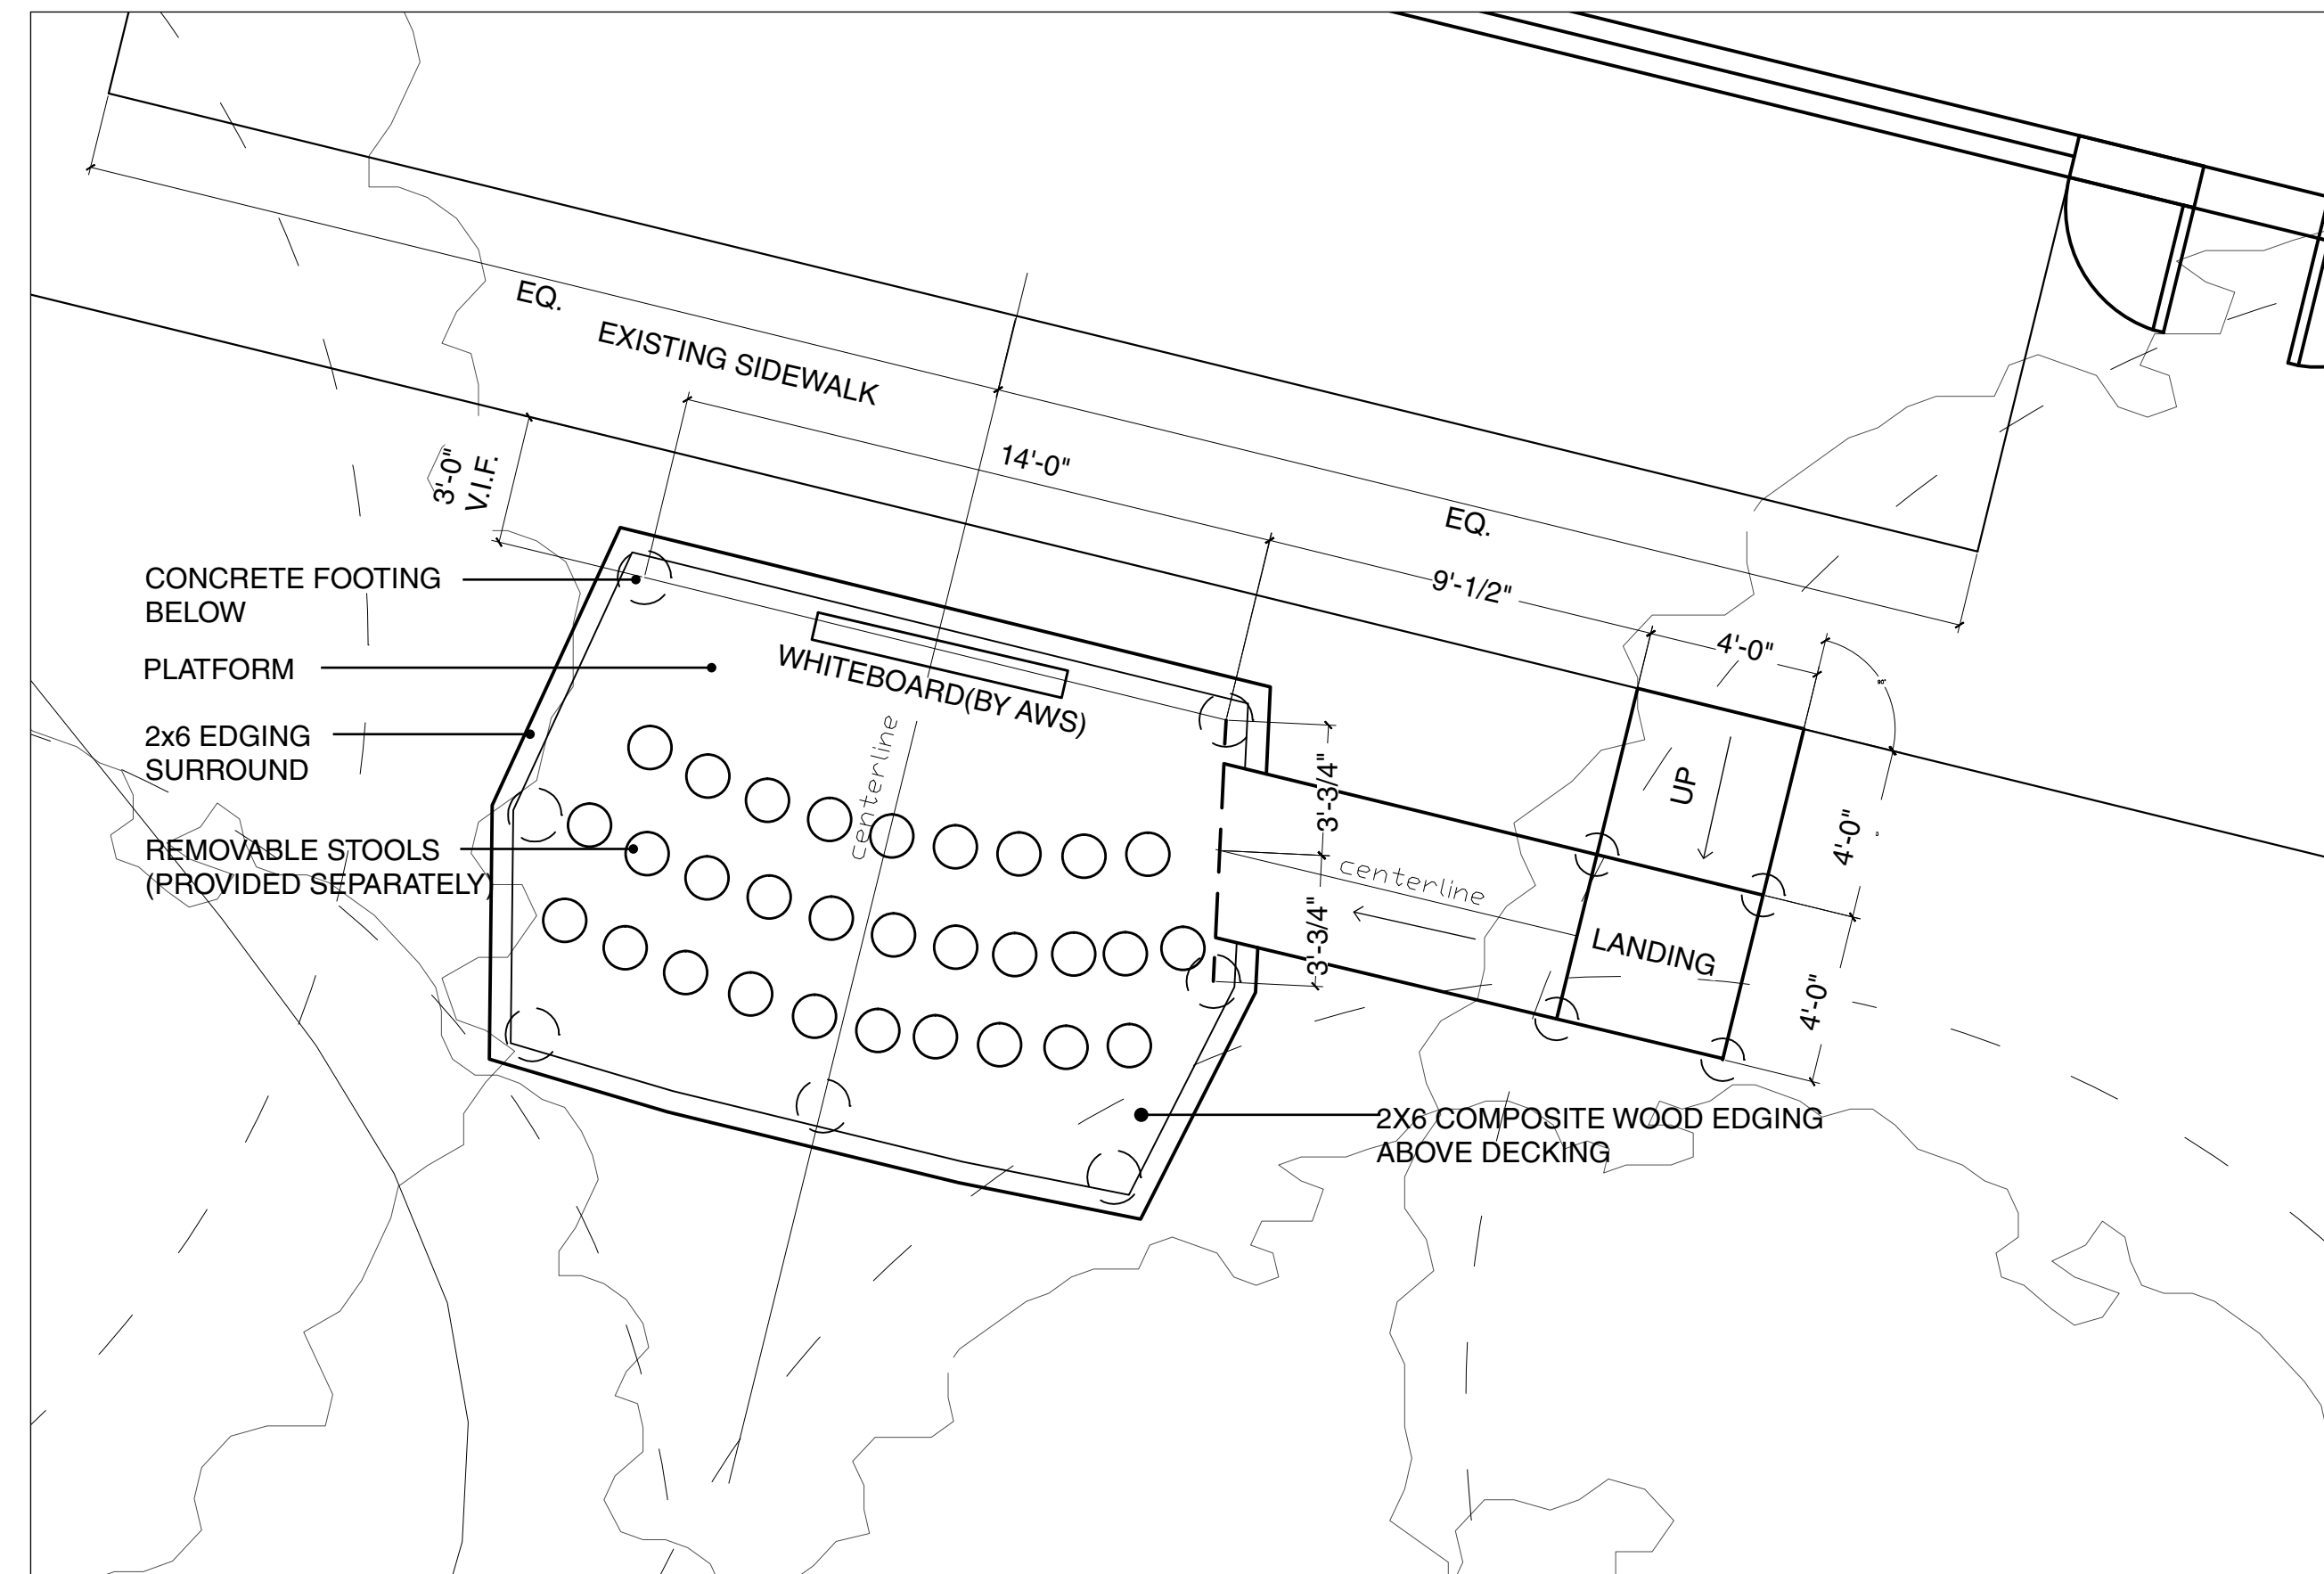 EQ.
EXISTING SIDEWALK
14'-0"
3'-0"
V.I.F.
EQ.
9'-1/2"
4'-0"
CONCRETE FOOTING
BELOW
PLATFORM
WHITEBOARD(BY AWS)
2x6 EDGING
SURROUND
centerline
3'-3/4"
UP
4'-0"
REMOVABLE STOOLS
(PROVIDED SEPARATELY)
centerline
3'-3/4"
LANDING
4'-0"
2X6 COMPOSITE WOOD EDGING
ABOVE DECKING